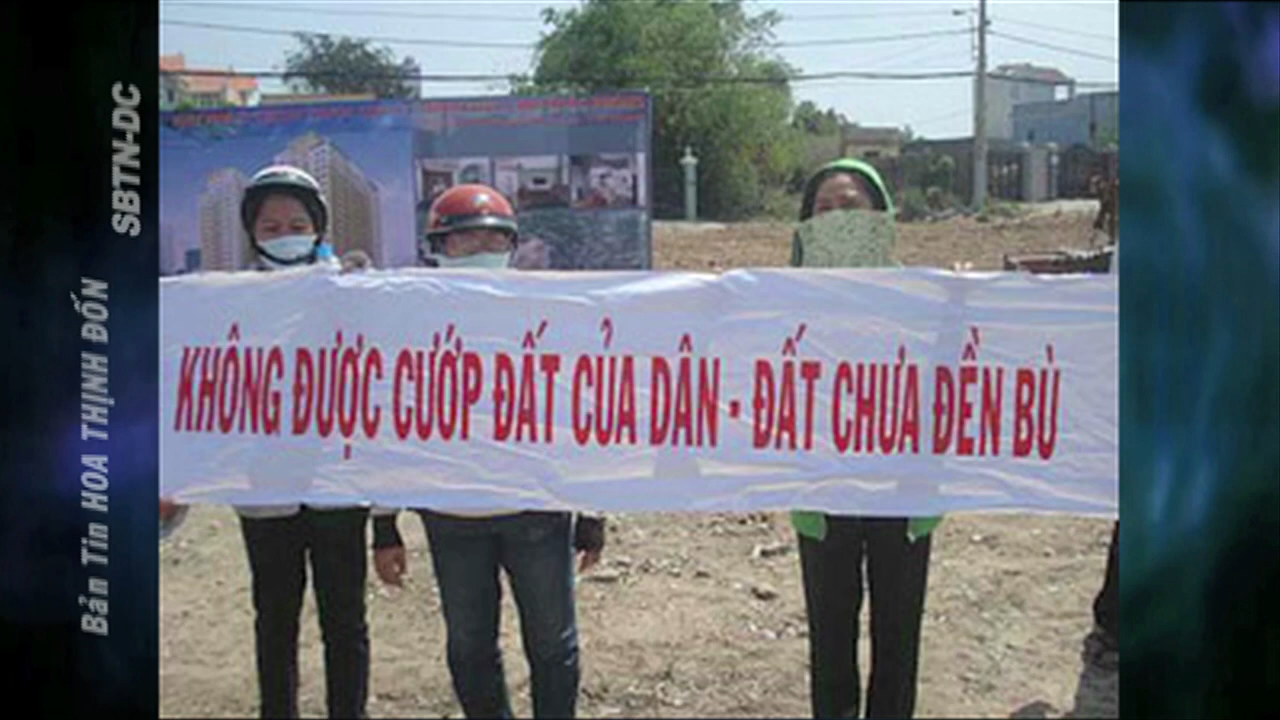 SBTN-DC
Bản Tin HOA THỊNH ĐỐN
KHÔNG ĐƯỢC CƯỚP ĐẤT CỦA DÂN - ĐẤT CHƯA ĐỀN BÙ